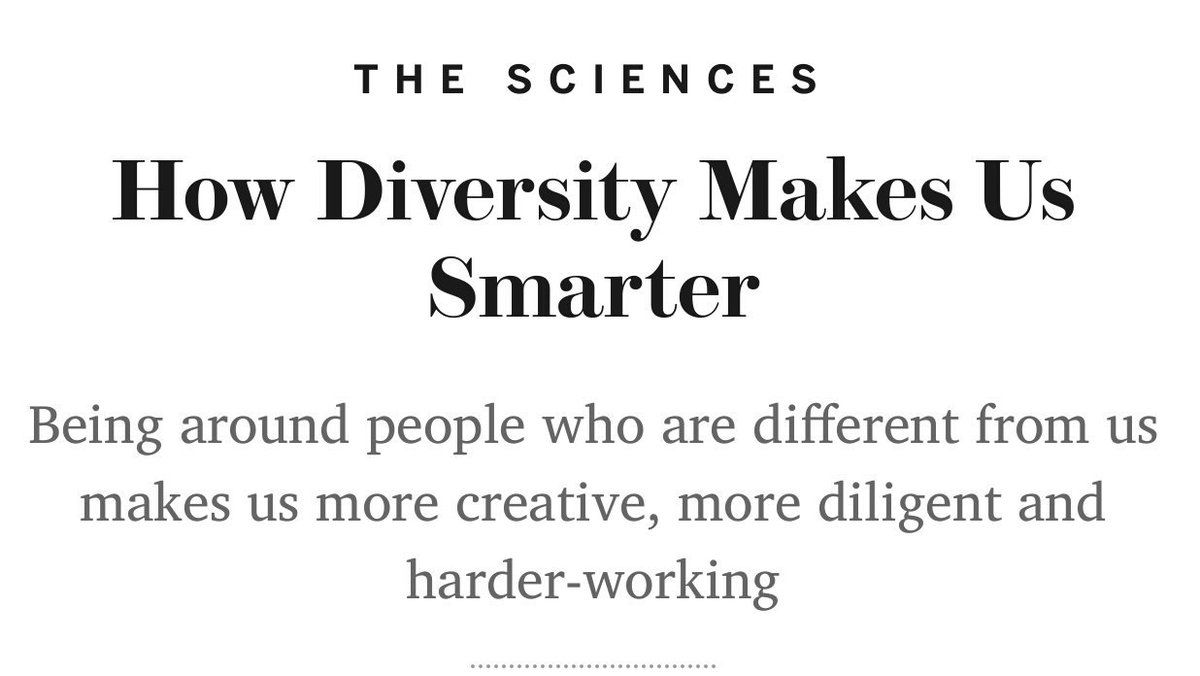 THE SCIENCES
How Diversity Makes Us
Smarter
Being around people who are different from us
makes us more creative, more diligent and
harder-working